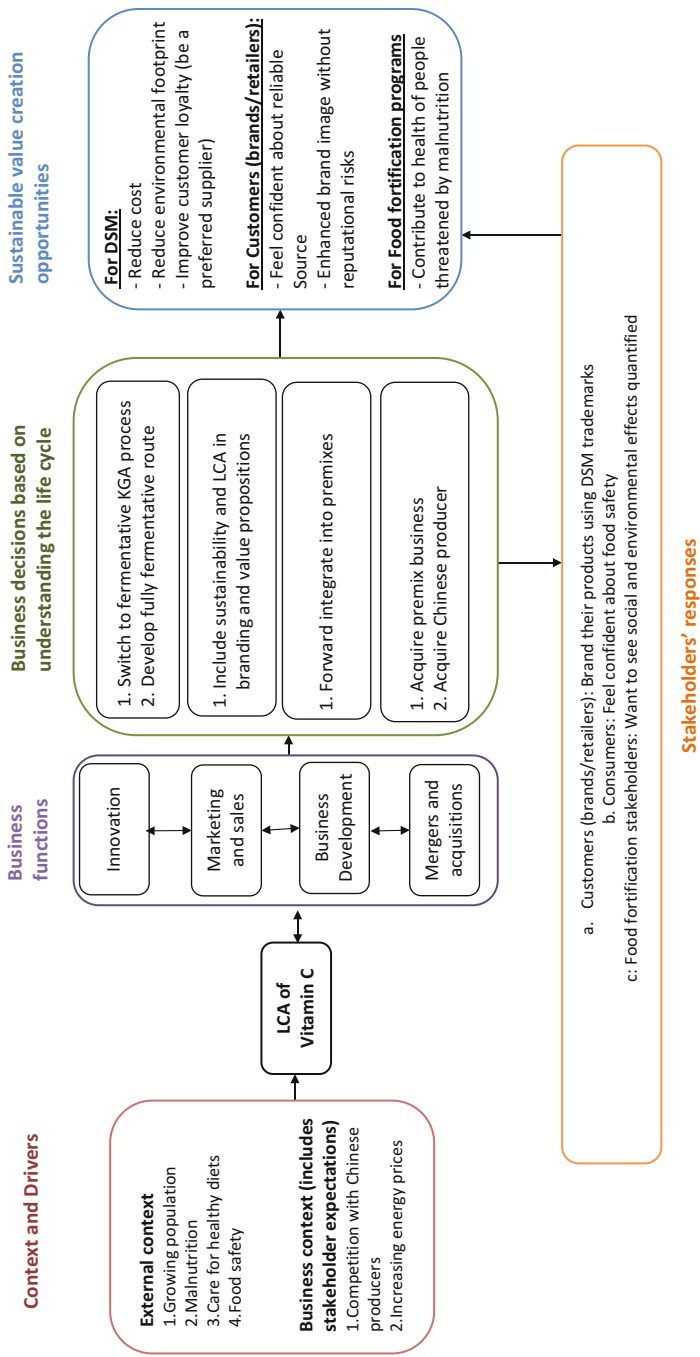 Context and Drivers
External context
1.Growing population
2.Malnutrition
3.Care for healthy diets
4.Food safety
Business context (includes
stakeholder expectations)
1.Competition with Chinese
producers
2.Increasing energy prices
LCA of
Vitamin C
Business
functions
Innovation
Marketing
and sales
Business
Development
Mergers and
acquisitions
Business decisions based on
understanding the life cycle
1. Switch to fermentative KGA process
2. Develop fully fermentative route
1. Include sustainability and LCA in
branding and value propositions
1. Forward integrate into premixes
1. Acquire premix business
2. Acquire Chinese producer
Sustainable value creation
opportunities
For DSM:
- Reduce cost
- Reduce environmental footprint
- Improve customer loyalty (be a
preferred supplier)
For Customers (brands/retailers):
- Feel confident about reliable
Source
- Enhanced brand image without
reputational risks
For Food fortification programs
- Contribute to health of people
threatened by malnutrition
a. Customers (brands/retailers): Brand their products using DSM trademarks
b. Consumers: Feel confident about food safety
c: Food fortification stakeholders: Want to see social and environmental effects quantified
Stakeholders’ responses